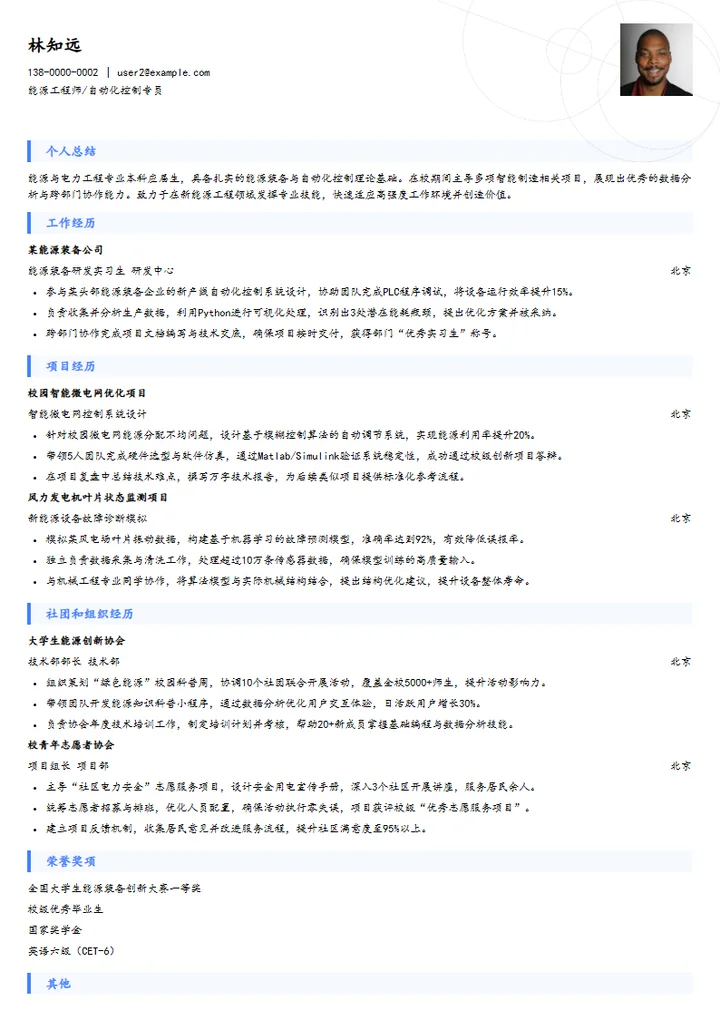 林知远
138-0000-0002 | user2@example.com
能源工程师/自动化控制专员
个人总结
能源与电力工程专业本科应届生，具备扎实的能源装备与自动化控制理论基础。在校期间主导多项智能制造相关项目，展现出优秀的数据分
析与跨部门协作能力。致力于在新能源工程领域发挥专业技能，快速适应高强度工作环境并创造价值。
工作经历
某能源装备公司
能源装备研发实习生 研发中心 北京
• 参与某头部能源装备企业的新产线自动化控制系统设计，协助团队完成PLC程序调试，将设备运行效率提升15%。
• 负责收集并分析生产数据，利用Python进行可视化处理，识别出3处潜在能耗瓶颈，提出优化方案并被采纳。
• 跨部门协作完成项目文档编写与技术交底，确保项目按时交付，获得部门“优秀实习生”称号。
项目经历
校园智能微电网优化项目
智能微电网控制系统设计 北京
• 针对校园微电网能源分配不均问题，设计基于模糊控制算法的自动调节系统，实现能源利用率提升20%。
• 带领5人团队完成硬件选型与软件仿真，通过Matlab/Simulink验证系统稳定性，成功通过校级创新项目答辩。
• 在项目复盘中总结技术难点，撰写万字技术报告，为后续类似项目提供标准化参考流程。
风力发电机叶片状态监测项目
新能源设备故障诊断模拟 北京
• 模拟某风电场叶片振动数据，构建基于机器学习的故障预测模型，准确率达到92%，有效降低误报率。
• 独立负责数据采集与清洗工作，处理超过10万条传感器数据，确保模型训练的高质量输入。
• 与机械工程专业同学协作，将算法模型与实际机械结构结合，提出结构优化建议，提升设备整体寿命。
社团和组织经历
大学生能源创新协会
技术部部长 技术部 北京
• 组织策划“绿色能源”校园科普周，协调10个社团联合开展活动，覆盖全校5000+师生，提升活动影响力。
• 带领团队开发能源知识科普小程序，通过数据分析优化用户交互体验，日活跃用户增长30%。
• 负责协会年度技术培训工作，制定培训计划并考核，帮助20+新成员掌握基础编程与数据分析技能。
校青年志愿者协会
项目组长 项目部 北京
• 主导“社区电力安全”志愿服务项目，设计安全用电宣传手册，深入3个社区开展讲座，服务居民余人。
• 统筹志愿者招募与排班，优化人员配置，确保活动执行零失误，项目获评校级“优秀志愿服务项目”。
• 建立项目反馈机制，收集居民意见并改进服务流程，提升社区满意度至95%以上。
荣誉奖项
全国大学生能源装备创新大赛一等奖
校级优秀毕业生
国家奖学金
英语六级（CET-6）
其他